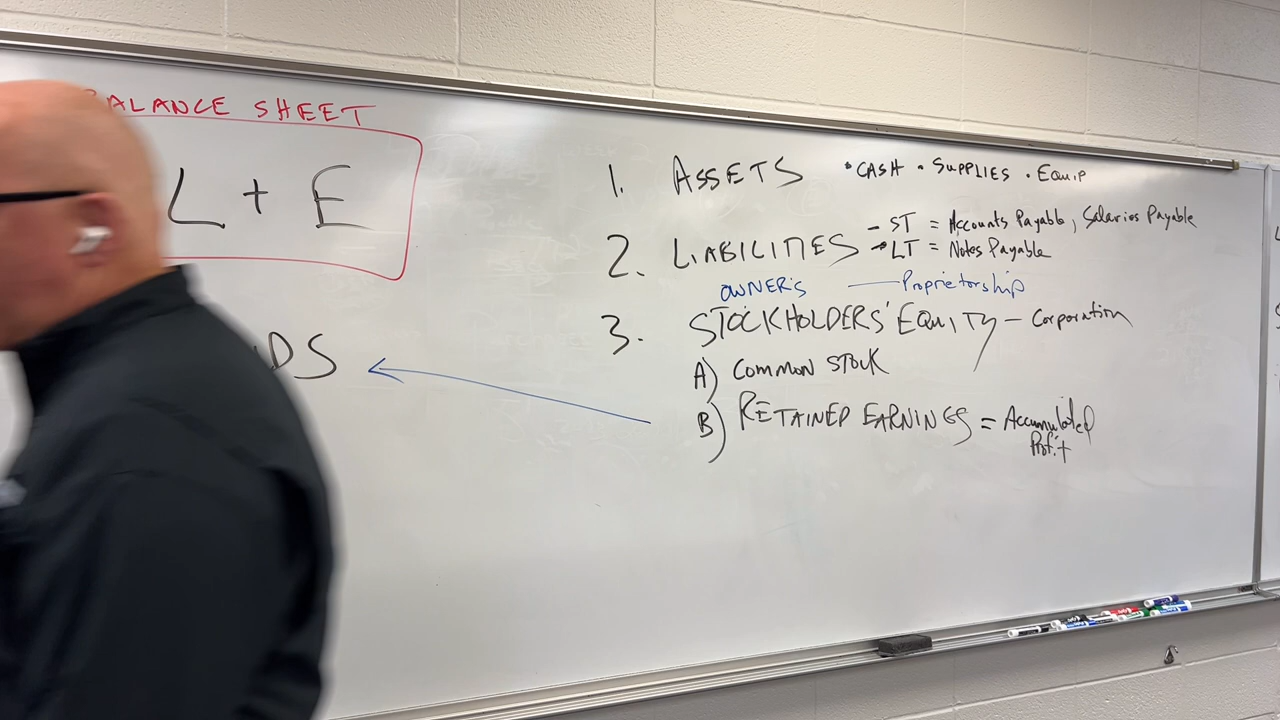 BALANCE SHEET
L + E
DS
1. ASSETS • CASH • SUPPLIES • EQUIP
2. LIABILITIES - ST = Accounts Payable, Salaries Payable
- LT = Notes Payable
OWNER'S — Proprietorship
3. STOCKHOLDERS' EQUITY - Corporation
A) COMMON STOCK
B) RETAINED EARNINGS = Accumulated
Profit